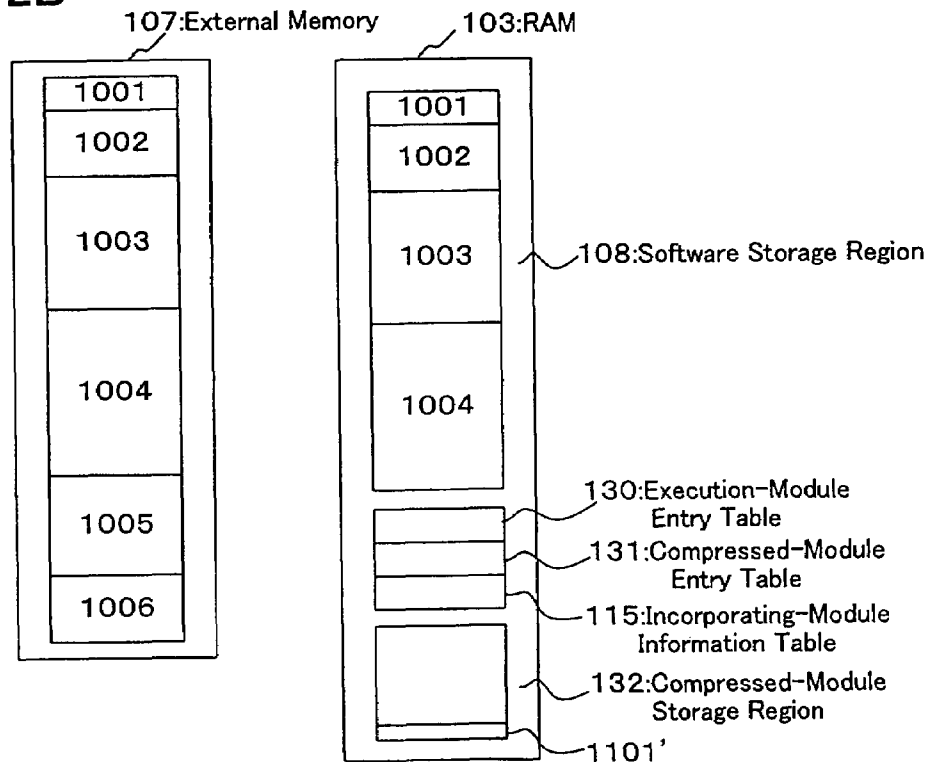 107:External Memory
103:RAM
1001
1002
1003
1004
1005
1006
1001
1002
1003
1004
108:Software Storage Region
130:Execution-Module
Entry Table
131:Compressed-Module
Entry Table
115:Incorporating-Module
Information Table
132:Compressed-Module
Storage Region
1101'